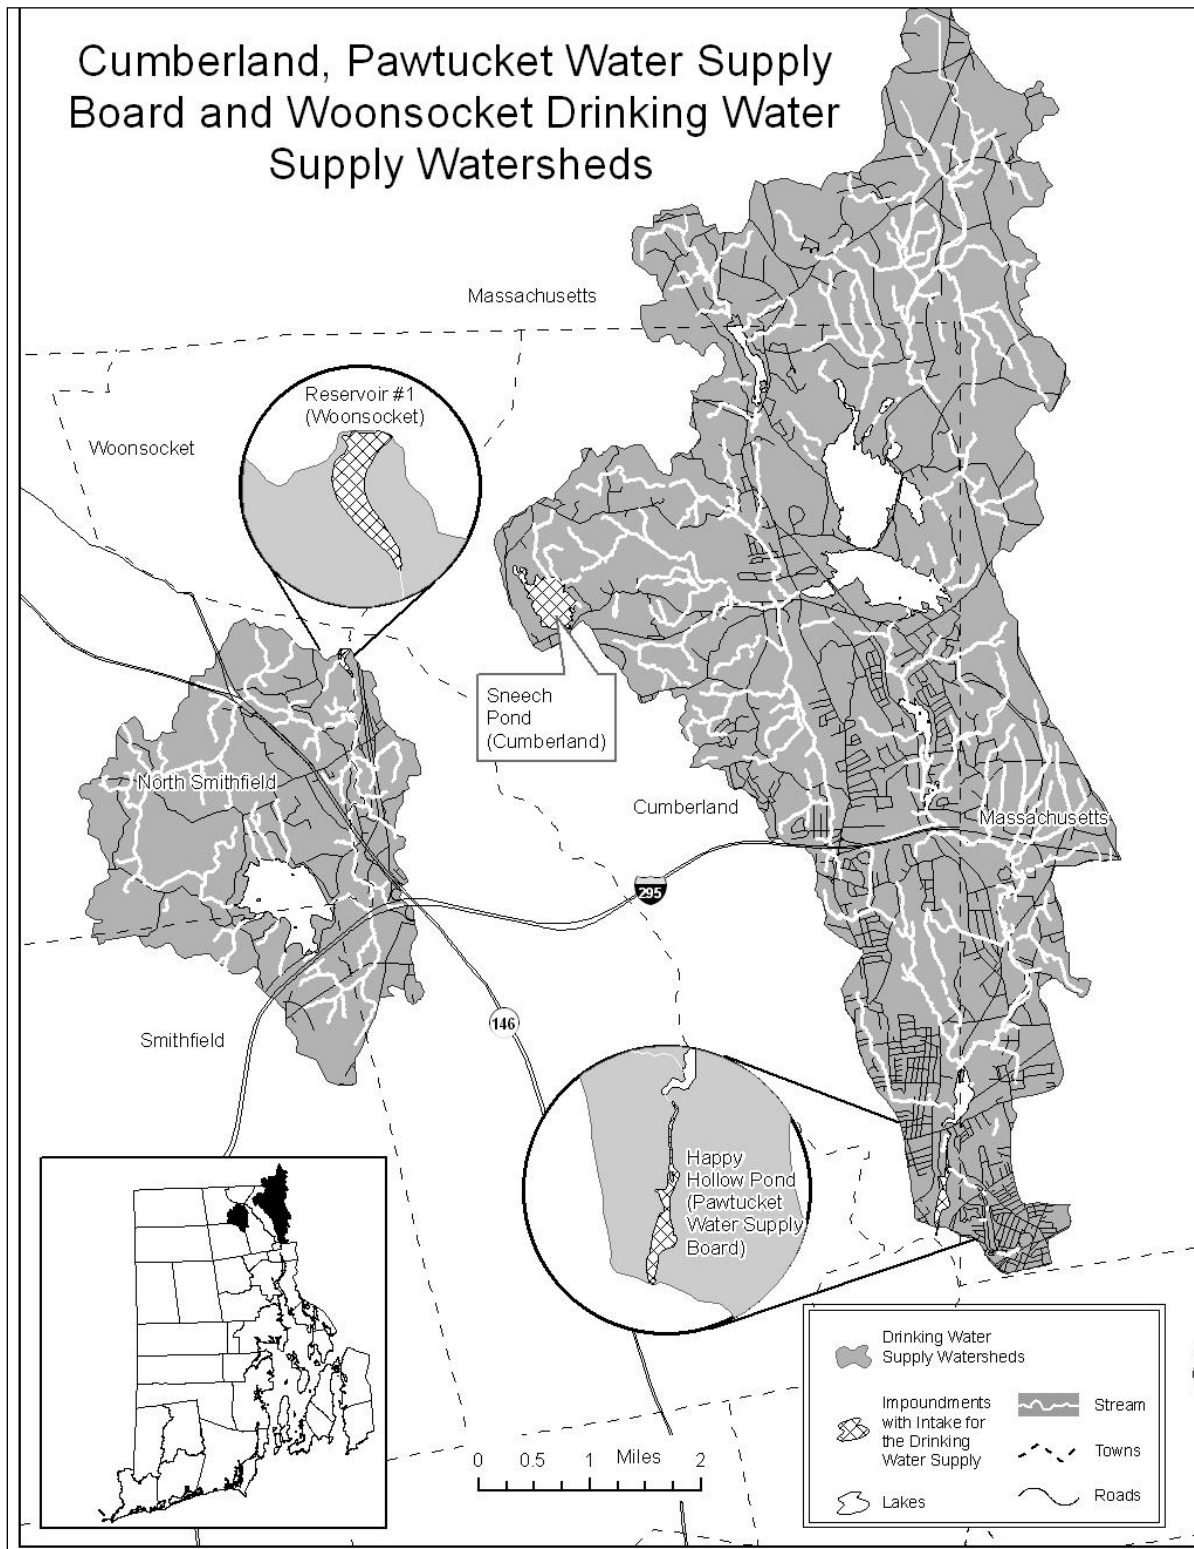 Cumberland, Pawtucket Water Supply
Board and Woonsocket Drinking Water
Supply Watersheds
Massachusetts
Reservoir #1
(Woonsocket)
Woonsocket
Sneech
Pond
(Cumberland)
North Smithfield
Cumberland
Massachusetts
295
146
Smithfield
Happy
Hollow Pond
(Pawtucket
Water Supply
Board)
Drinking Water
Supply Watersheds
Impoundments
with Intake for
the Drinking
Water Supply
Lakes
Stream
Towns
Roads
Miles
0 0.5 1 2